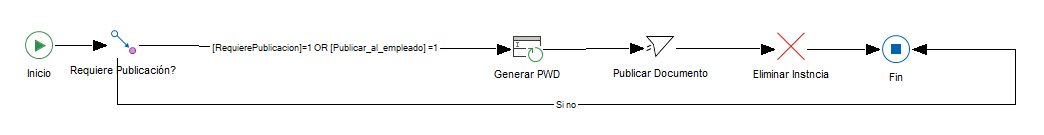 [RequierePublicacion]=1 OR [Publicar_al_empleado] =1
Inicio
Requiere Publicación?
Generar PWD
Publicar Documento
Eliminar Instncia
Fin
Si no